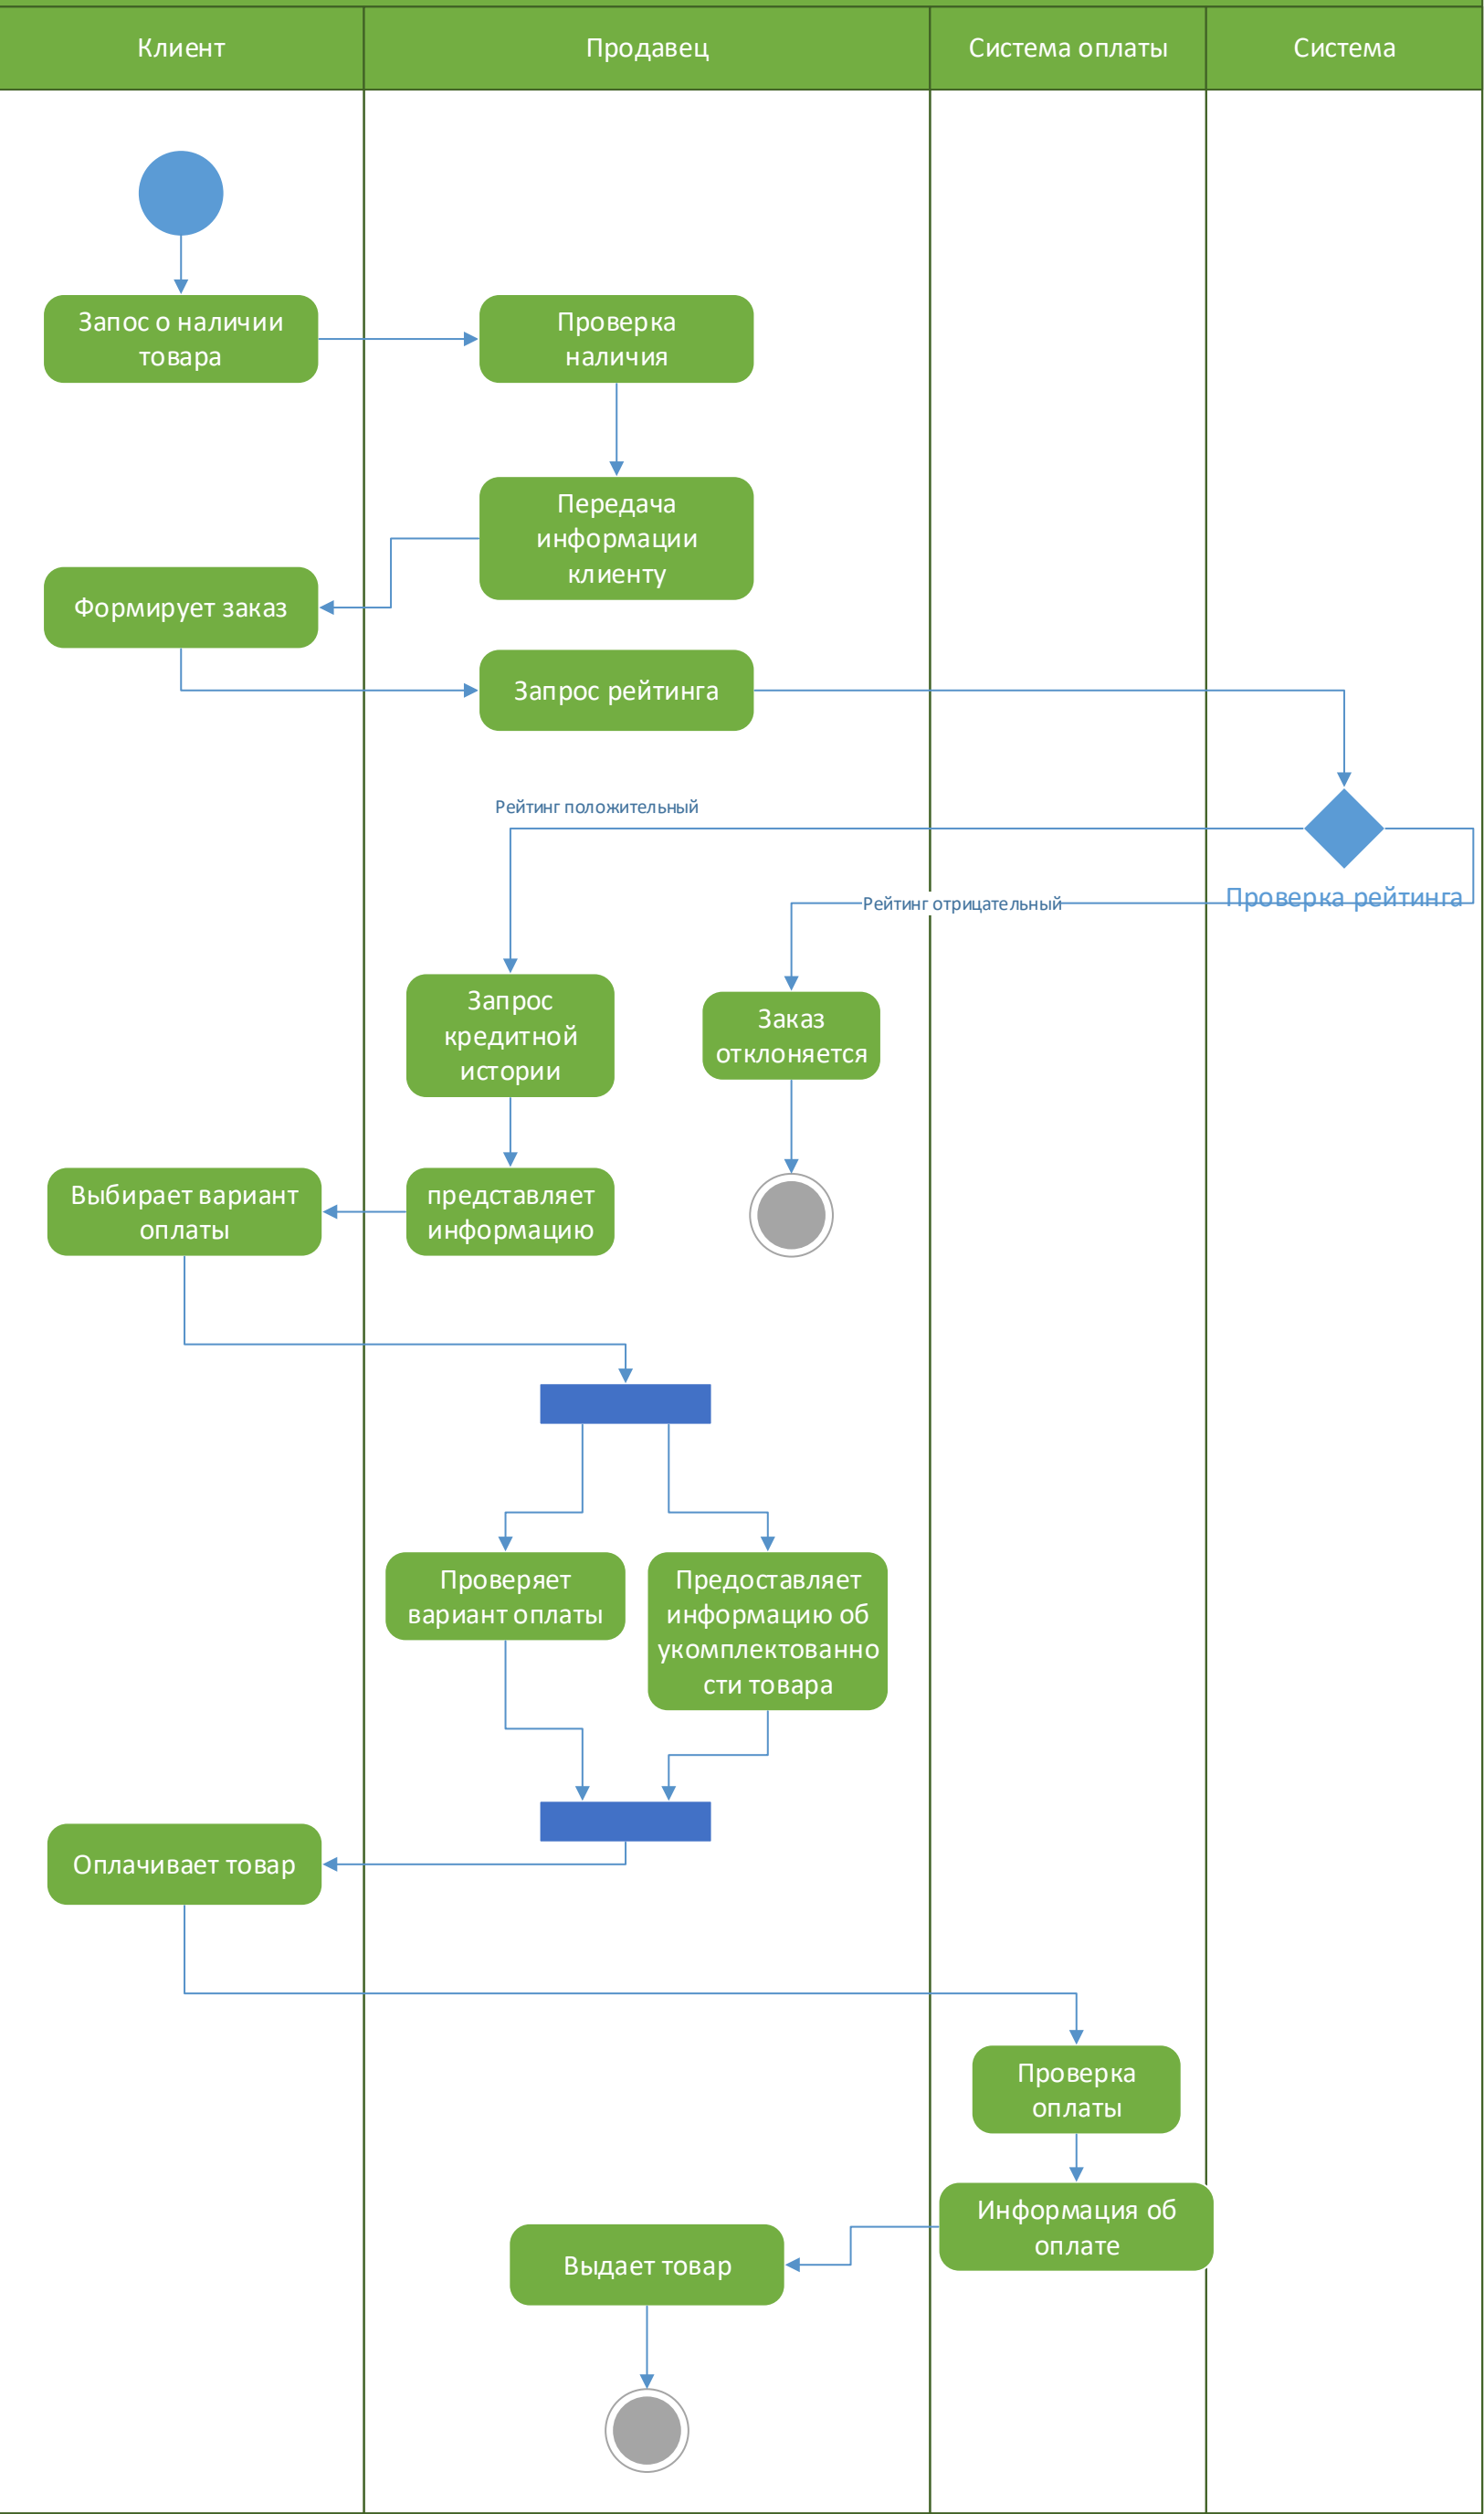 Клиент
Продавец
Система оплаты
Система
Запос о наличии
товара
Проверка
наличия
Передача
информации
клиенту
Формирует заказ
Запрос рейтинга
Рейтинг положительный
Проверка рейтинга
Рейтинг отрицательный
Запрос
кредитной
истории
Заказ
отклоняется
Выбирает вариант
оплаты
представляет
информацию
Проверяет
вариант оплаты
Предоставляет
информацию об
укомплектованно
сти товара
Оплачивает товар
Проверка
оплаты
Информация об
оплате
Выдает товар